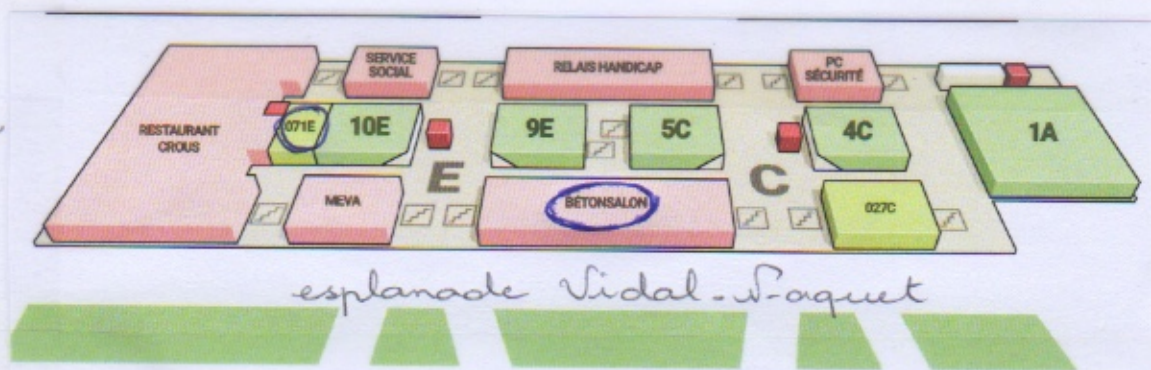 SERVICE
SOCIAL
RELAIS HANDICAP
PC
SÉCURITÉ
RESTAURANT
CROUS
071E
10E
9E
5C
4C
1A
E
C
MEVA
BÉTONSALON
027C
esplanade Vidal-Naquet